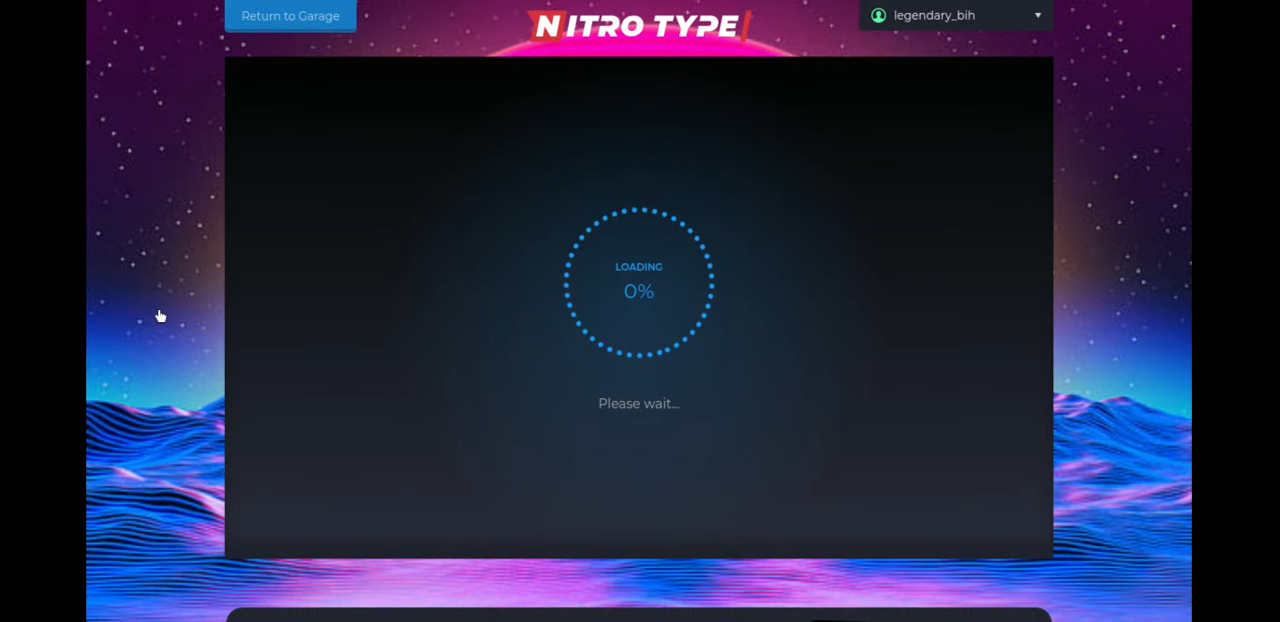 Return to Garage
NITRO TYPE
legendary_bih
LOADING
0%
Please wait...